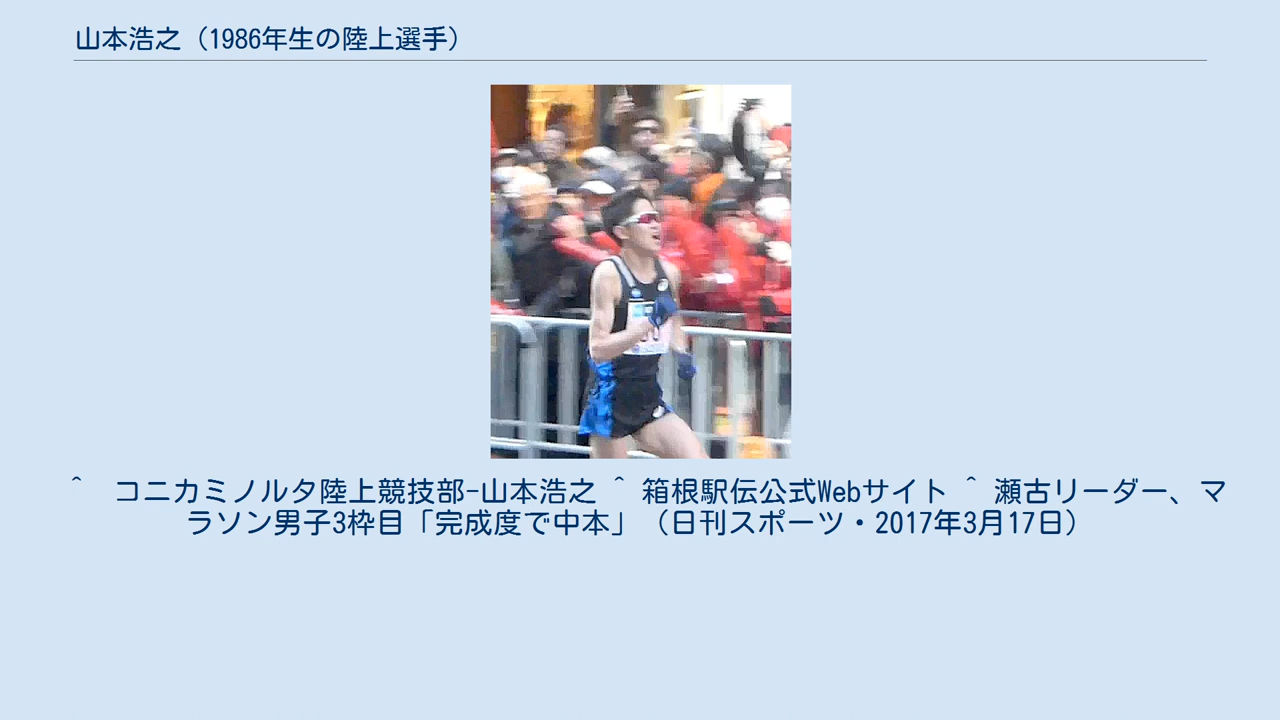 山本浩之（1986年生の陸上選手）
^　コニカミノルタ陸上競技部-山本浩之 ^ 箱根駅伝公式Webサイト ^ 瀬古リーダー、マ
ラソン男子3枠目「完成度で中本」（日刊スポーツ・2017年3月17日）